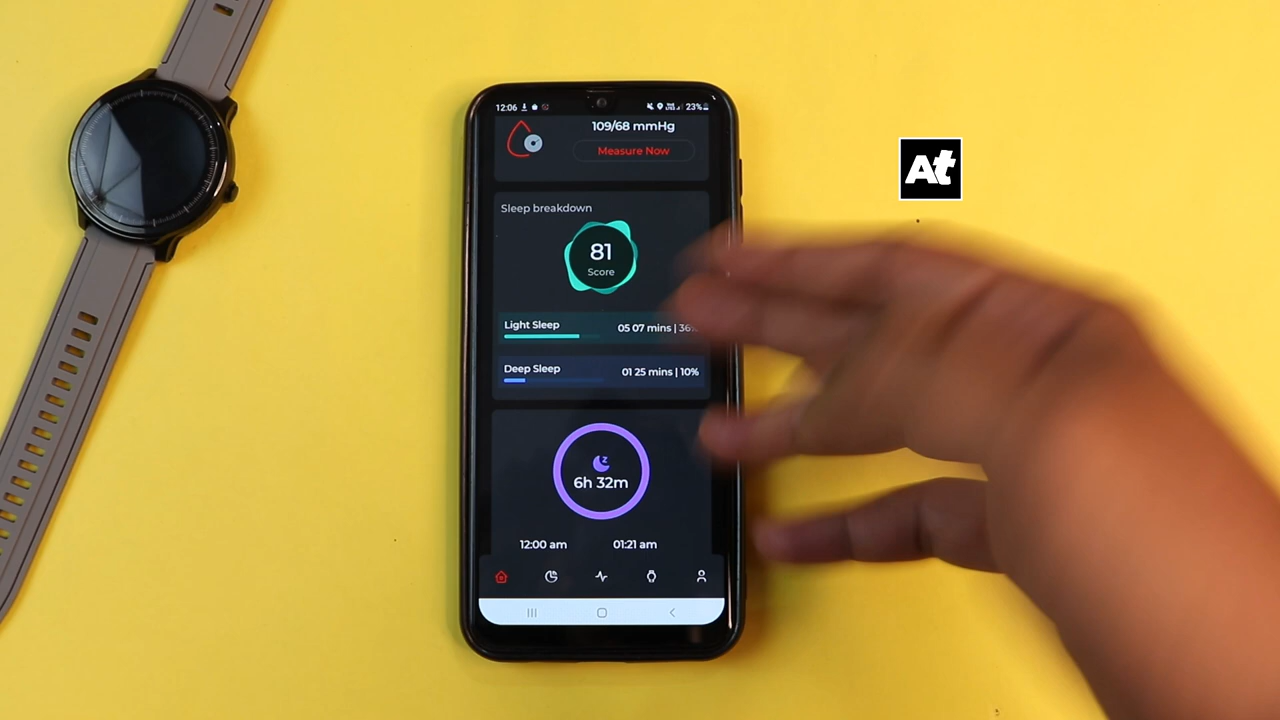 12:06
23%
109/68 mmHg
Measure Now
Sleep breakdown
81
Score
Light Sleep
05 07 mins | 36%
Deep Sleep
01 25 mins | 10%
6h 32m
12:00 am
01:21 am
At